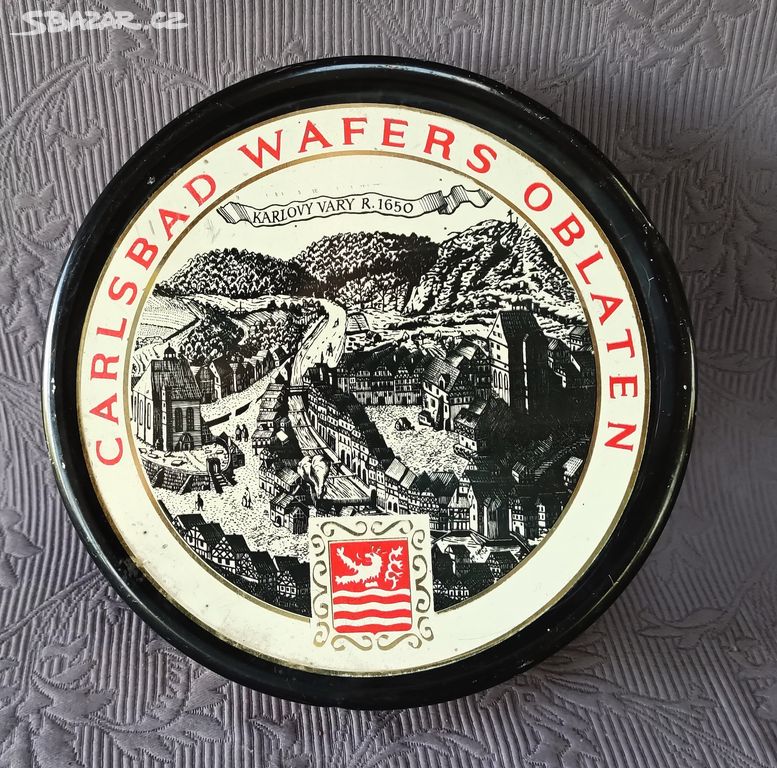 SBAZAR.CZ
CARLSBAD WAFERS OBLATEN
KARLOVY VARY R.1650